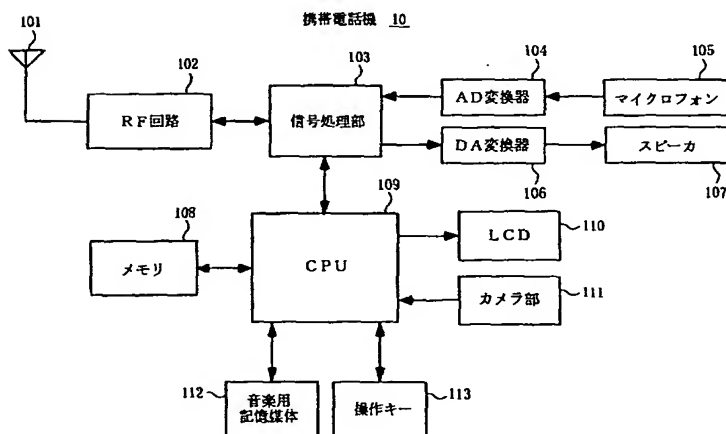 携帯電話機 10
101
102
RF回路
103
信号処理部
104
AD変換器
105
マイクロフォン
DA変換器
106
スピーカ
107
108
メモリ
109
CPU
LCD
110
カメラ部
111
112
音楽用
記憶媒体
操作キー
113